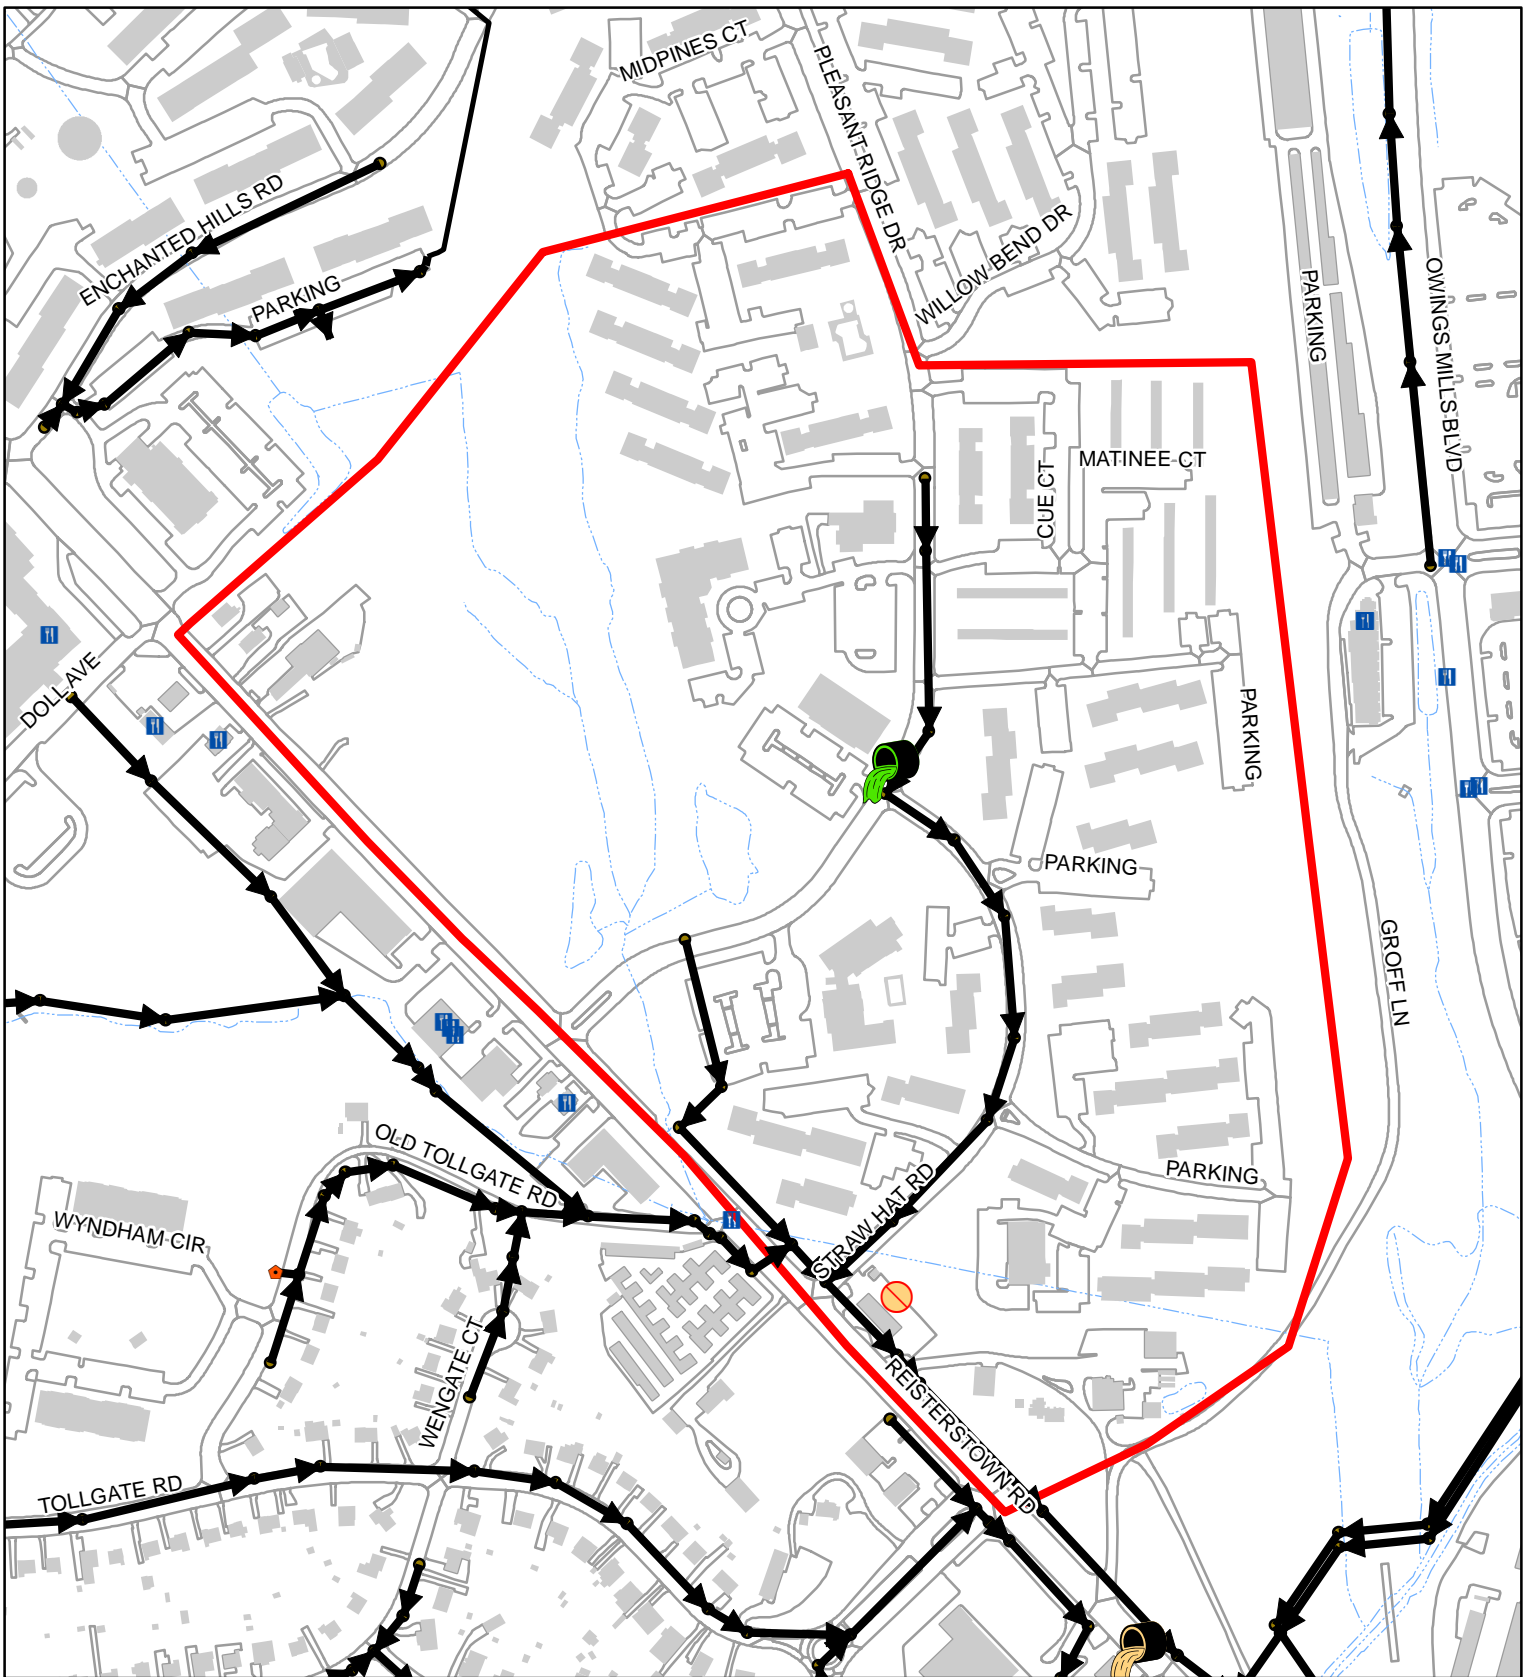 MIDPINES CT
PLEASANT RIDGE DR
ENCHANTED HILLS RD
WILLOW BEND DR
PARKING
PARKING
OWINGS MILLS BLVD
MATINEE CT
CUE CT
DOLL AVE
PARKING
PARKING
GROFF LN
OLD TOLLGATE RD
PARKING
STRAW HAT RD
WYNDHAM CIR
WENGATE CT
REISTERSTOWN RD
TOLLGATE RD